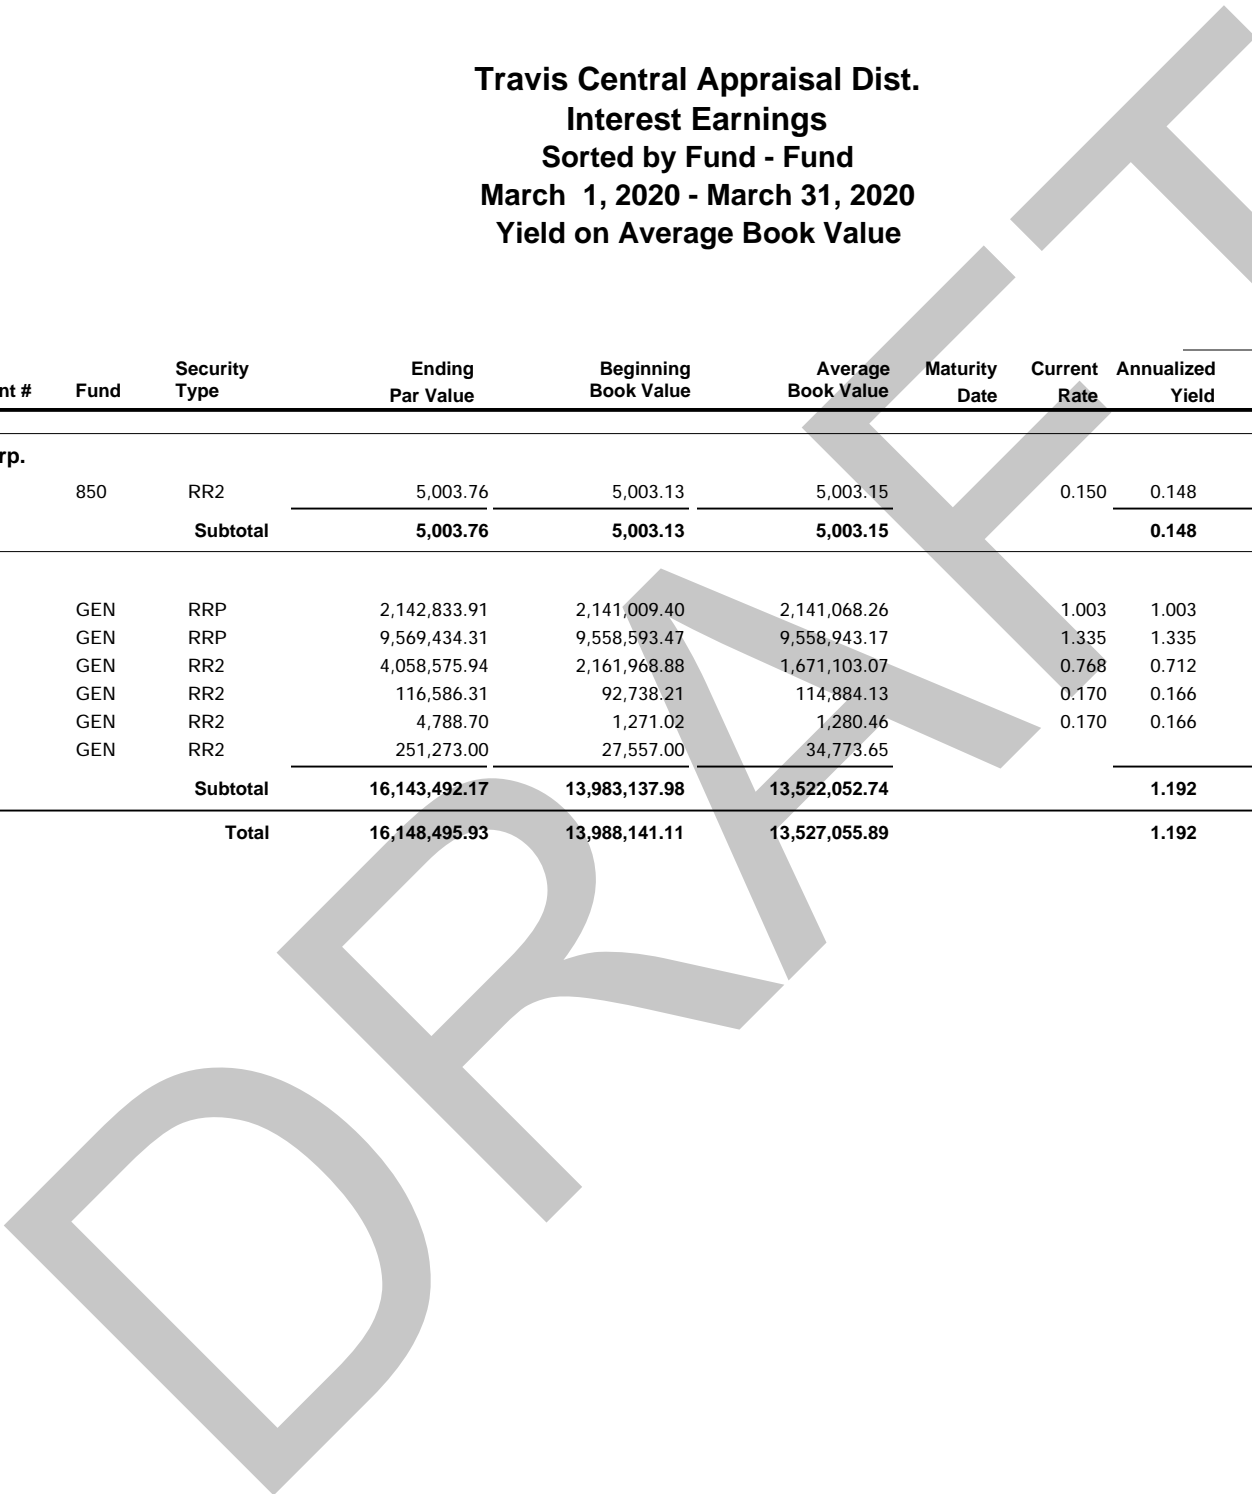 Travis Central Appraisal Dist.
Interest Earnings
Sorted by Fund - Fund
March 1, 2020 - March 31, 2020
Yield on Average Book Value
Security Ending Beginning Average Maturity Current Annualized
nt # Fund Type Par Value Book Value Book Value Date Rate Yield
rp.
850 RR2 5,003.76 5,003.13 5,003.15 0.150 0.148
Subtotal 5,003.76 5,003.13 5,003.15 0.148
GEN RRP 2,142,833.91 2,141,009.40 2,141,068.26 1.003 1.003
GEN RRP 9,569,434.31 9,558,593.47 9,558,943.17 1.335 1.335
GEN RR2 4,058,575.94 2,161,968.88 1,671,103.07 0.768 0.712
GEN RR2 116,586.31 92,738.21 114,884.13 0.170 0.166
GEN RR2 4,788.70 1,271.02 1,280.46 0.170 0.166
GEN RR2 251,273.00 27,557.00 34,773.65
Subtotal 16,143,492.17 13,983,137.98 13,522,052.74 1.192
Total 16,148,495.93 13,988,141.11 13,527,055.89 1.192
DRAFT